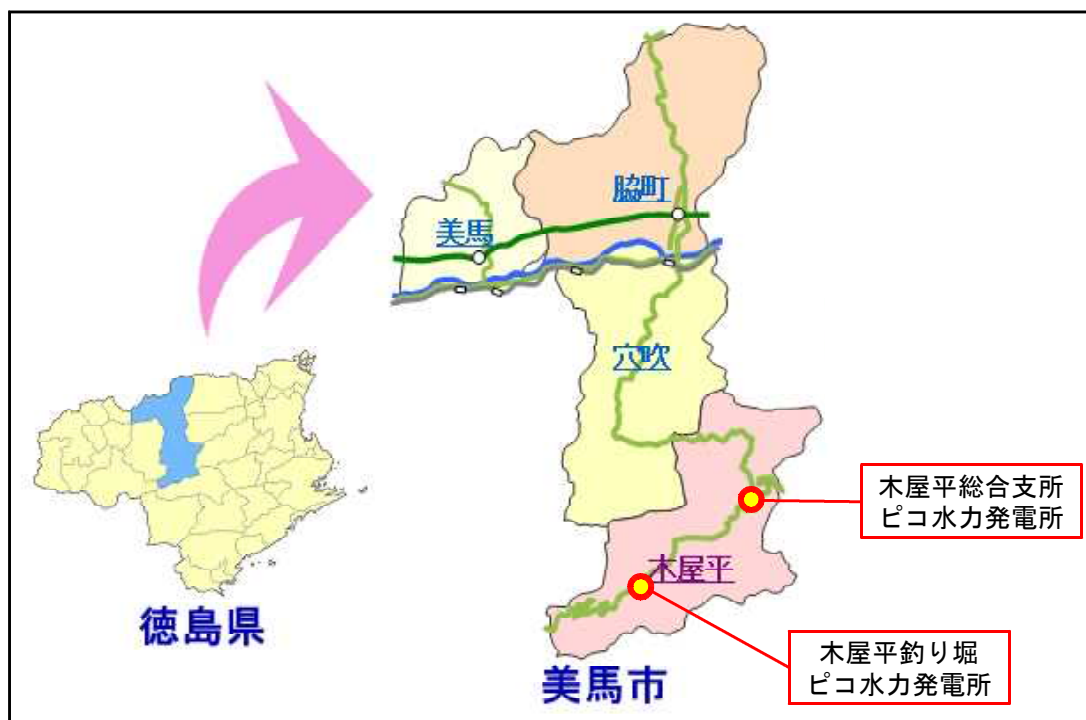 脇町
美馬
穴吹
木屋平総合支所
ピコ水力発電所
木屋平
徳島県
木屋平釣り堀
ピコ水力発電所
美馬市